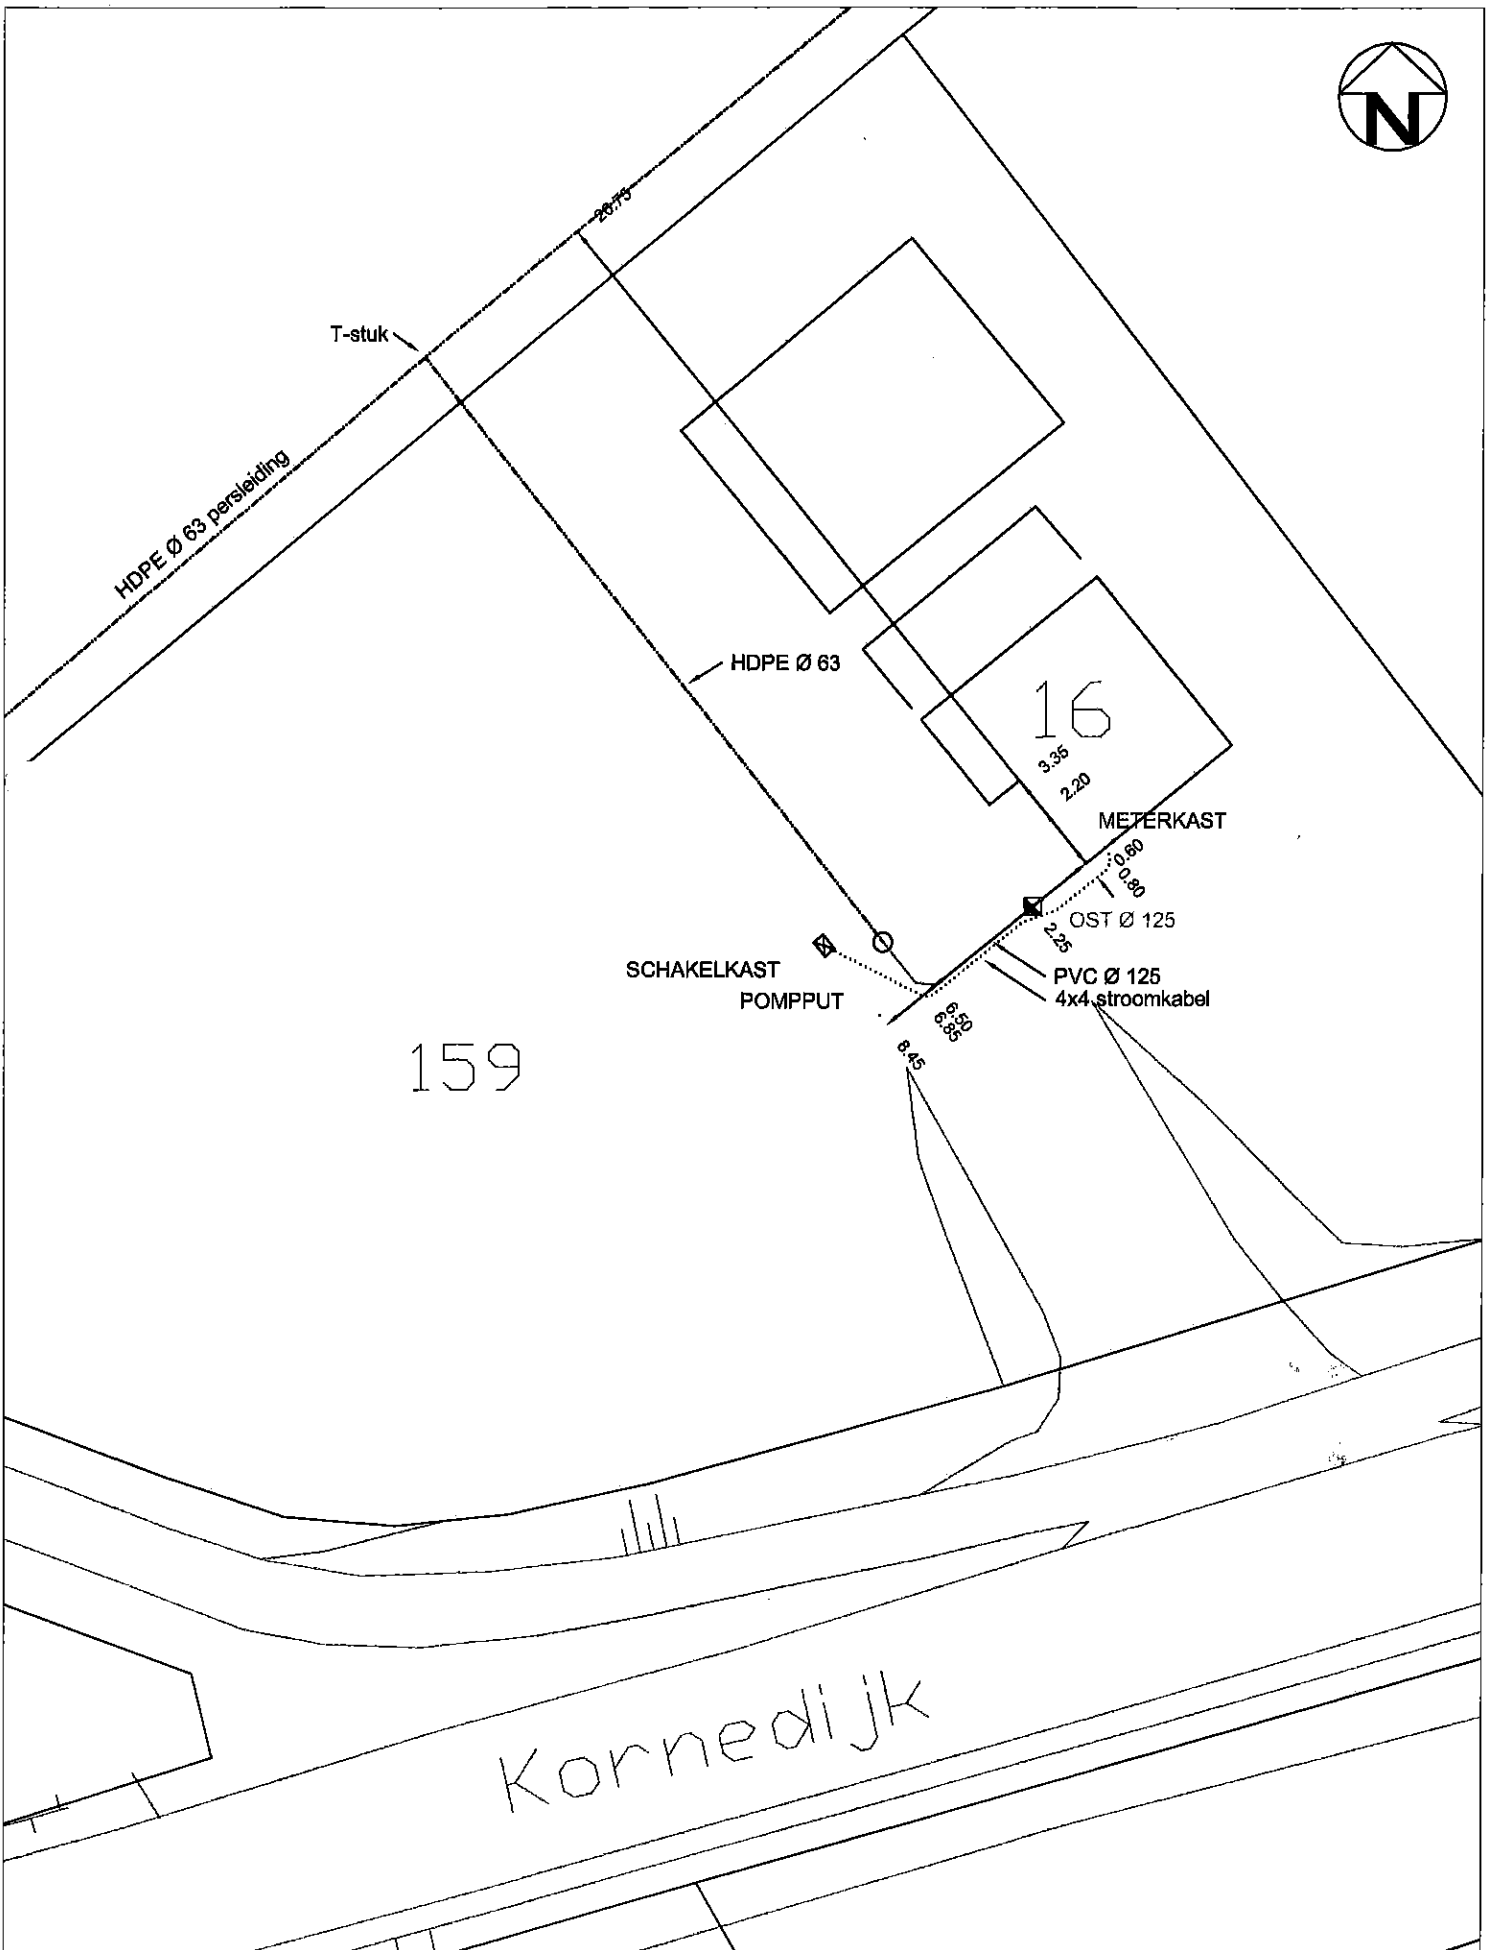 N
26.75
T-stuk
HDPE Ø 63 persleiding
HDPE Ø 63
16
3.35
2.20
METERKAST
0.60
0.80
OST Ø 125
2.25
SCHAKELKAST
PVC Ø 125
POMPPUT
4x4 stroomkabel
6.50
6.85
8.45
159
Kornedijk